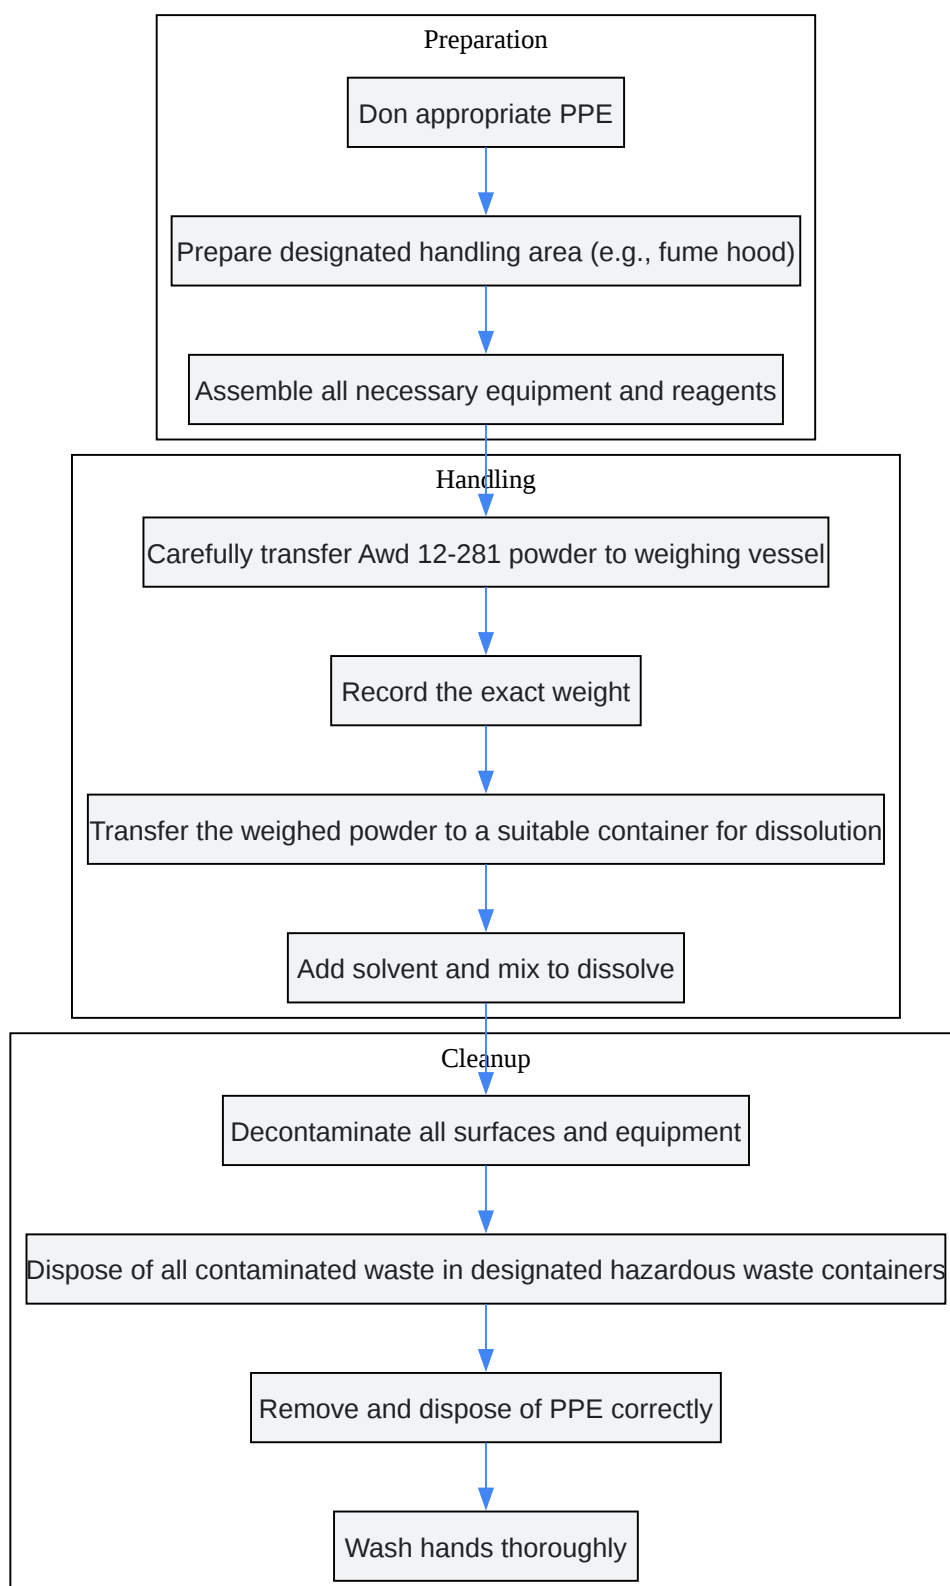 Preparation
Don appropriate PPE
Prepare designated handling area (e.g., fume hood)
Assemble all necessary equipment and reagents
Handling
Carefully transfer Awd 12-281 powder to weighing vessel
Record the exact weight
Transfer the weighed powder to a suitable container for dissolution
Add solvent and mix to dissolve
Cleanup
Decontaminate all surfaces and equipment
Dispose of all contaminated waste in designated hazardous waste containers
Remove and dispose of PPE correctly
Wash hands thoroughly